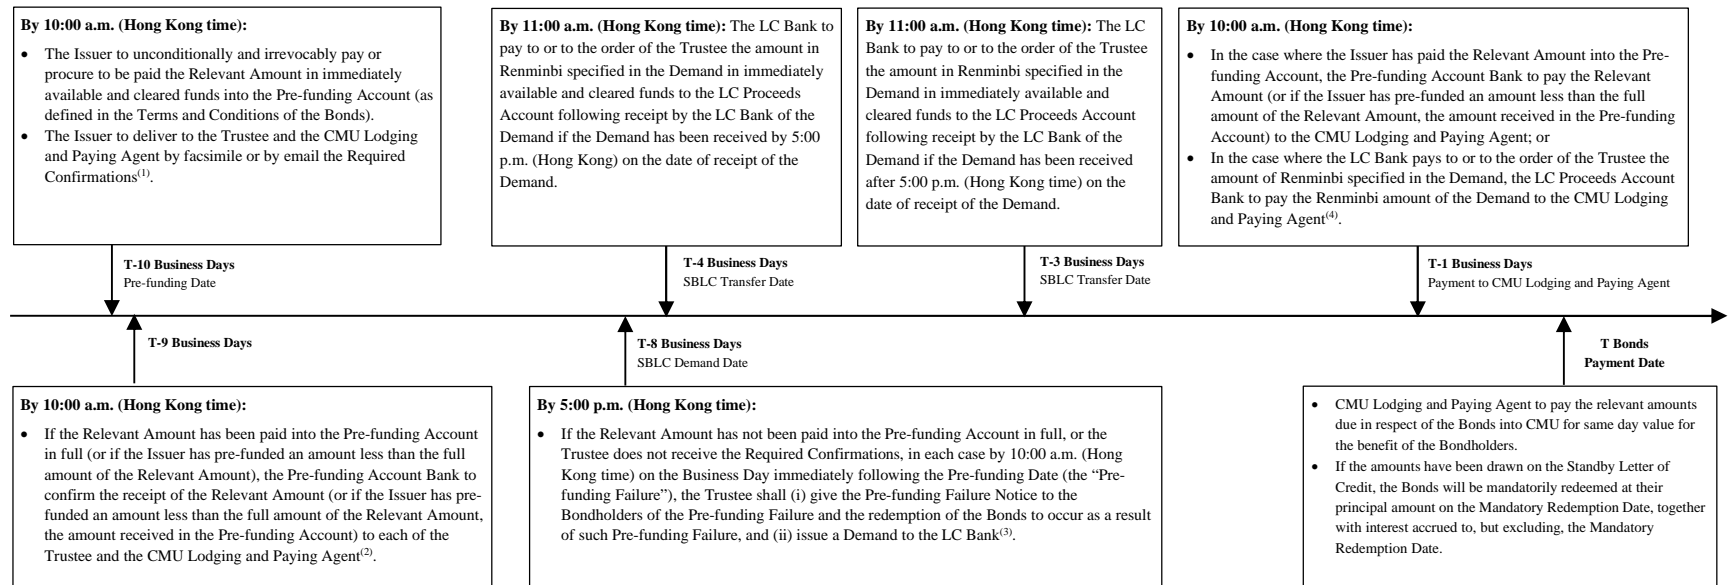 By 10:00 a.m. (Hong Kong time):
• The Issuer to unconditionally and irrevocably pay or
procure to be paid the Relevant Amount in immediately
available and cleared funds into the Pre-funding Account (as
defined in the Terms and Conditions of the Bonds).
• The Issuer to deliver to the Trustee and the CMU Lodging
and Paying Agent by facsimile or by email the Required
Confirmations(1).
By 11:00 a.m. (Hong Kong time): The LC Bank to
pay to or to the order of the Trustee the amount in
Renminbi specified in the Demand in immediately
available and cleared funds to the LC Proceeds
Account following receipt by the LC Bank of the
Demand if the Demand has been received by 5:00
p.m. (Hong Kong) on the date of receipt of the
Demand.
By 11:00 a.m. (Hong Kong time): The LC
Bank to pay to or to the order of the Trustee
the amount in Renminbi specified in the
Demand in immediately available and
cleared funds to the LC Proceeds Account
following receipt by the LC Bank of the
Demand if the Demand has been received
after 5:00 p.m. (Hong Kong time) on the
date of receipt of the Demand.
By 10:00 a.m. (Hong Kong time):
• In the case where the Issuer has paid the Relevant Amount into the Pre-
funding Account, the Pre-funding Account Bank to pay the Relevant
Amount (or if the Issuer has pre-funded an amount less than the full
amount of the Relevant Amount, the amount received in the Pre-funding
Account) to the CMU Lodging and Paying Agent; or
• In the case where the LC Bank pays to or to the order of the Trustee the
amount of Renminbi specified in the Demand, the LC Proceeds Account
Bank to pay the Renminbi amount of the Demand to the CMU Lodging
and Paying Agent(4).
T-10 Business Days
Pre-funding Date
T-4 Business Days
SBLC Transfer Date
T-3 Business Days
SBLC Transfer Date
T-1 Business Days
Payment to CMU Lodging and Paying Agent
T-9 Business Days
T-8 Business Days
SBLC Demand Date
T Bonds
Payment Date
By 10:00 a.m. (Hong Kong time):
• If the Relevant Amount has been paid into the Pre-funding Account
in full (or if the Issuer has pre-funded an amount less than the full
amount of the Relevant Amount), the Pre-funding Account Bank to
confirm the receipt of the Relevant Amount (or if the Issuer has pre-
funded an amount less than the full amount of the Relevant Amount,
the amount received in the Pre-funding Account) to each of the
Trustee and the CMU Lodging and Paying Agent(2).
By 5:00 p.m. (Hong Kong time):
• If the Relevant Amount has not been paid into the Pre-funding Account in full, or the
Trustee does not receive the Required Confirmations, in each case by 10:00 a.m. (Hong
Kong time) on the Business Day immediately following the Pre-funding Date (the “Pre-
funding Failure”), the Trustee shall (i) give the Pre-funding Failure Notice to the
Bondholders of the Pre-funding Failure and the redemption of the Bonds to occur as a result
of such Pre-funding Failure, and (ii) issue a Demand to the LC Bank(3).
• CMU Lodging and Paying Agent to pay the relevant amounts
due in respect of the Bonds into CMU for same day value for
the benefit of the Bondholders.
• If the amounts have been drawn on the Standby Letter of
Credit, the Bonds will be mandatorily redeemed at their
principal amount on the Mandatory Redemption Date, together
with interest accrued to, but excluding, the Mandatory
Redemption Date.